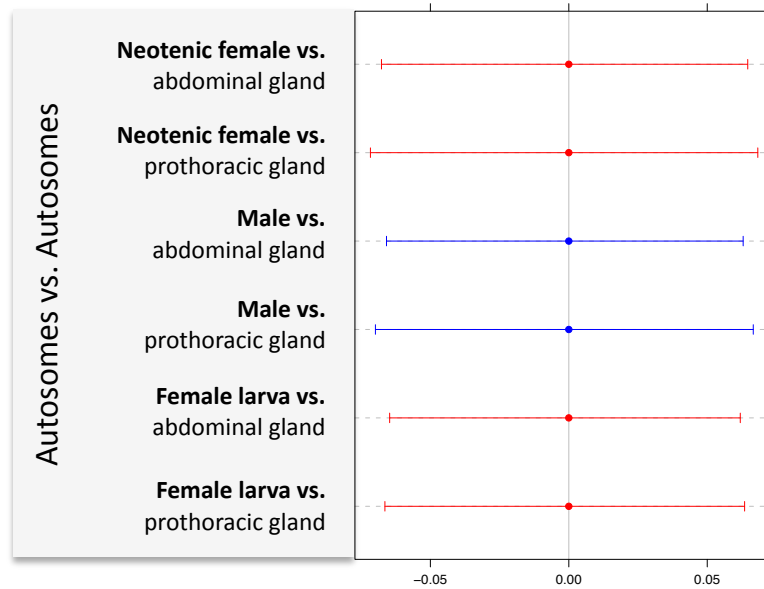 Autosomes vs. Autosomes
Neotenic female vs.
abdominal gland
Neotenic female vs.
prothoracic gland
Male vs.
abdominal gland
Male vs.
prothoracic gland
Female larva vs.
abdominal gland
Female larva vs.
prothoracic gland
−0.05 0.00 0.05